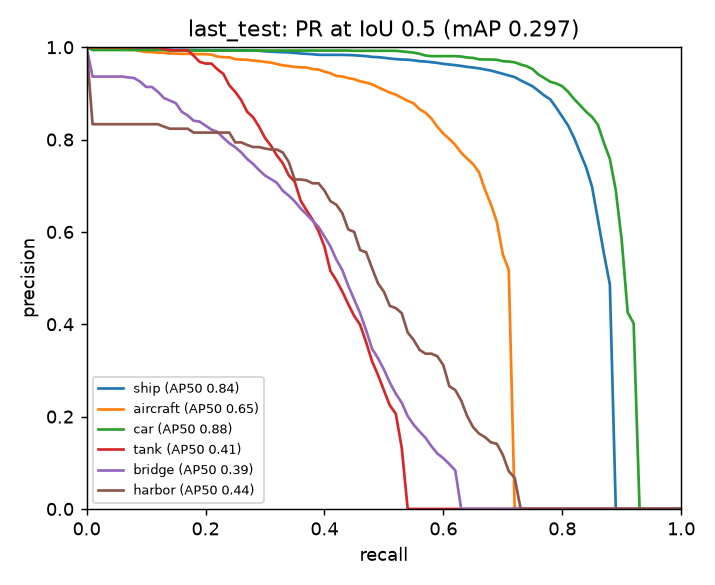 last_test: PR at IoU 0.5 (mAP 0.297)
precision
1.0
0.8
0.6
0.4
0.2
0.0
ship (AP50 0.84)
aircraft (AP50 0.65)
car (AP50 0.88)
tank (AP50 0.41)
bridge (AP50 0.39)
harbor (AP50 0.44)
0.0 0.2 0.4 0.6 0.8 1.0
recall